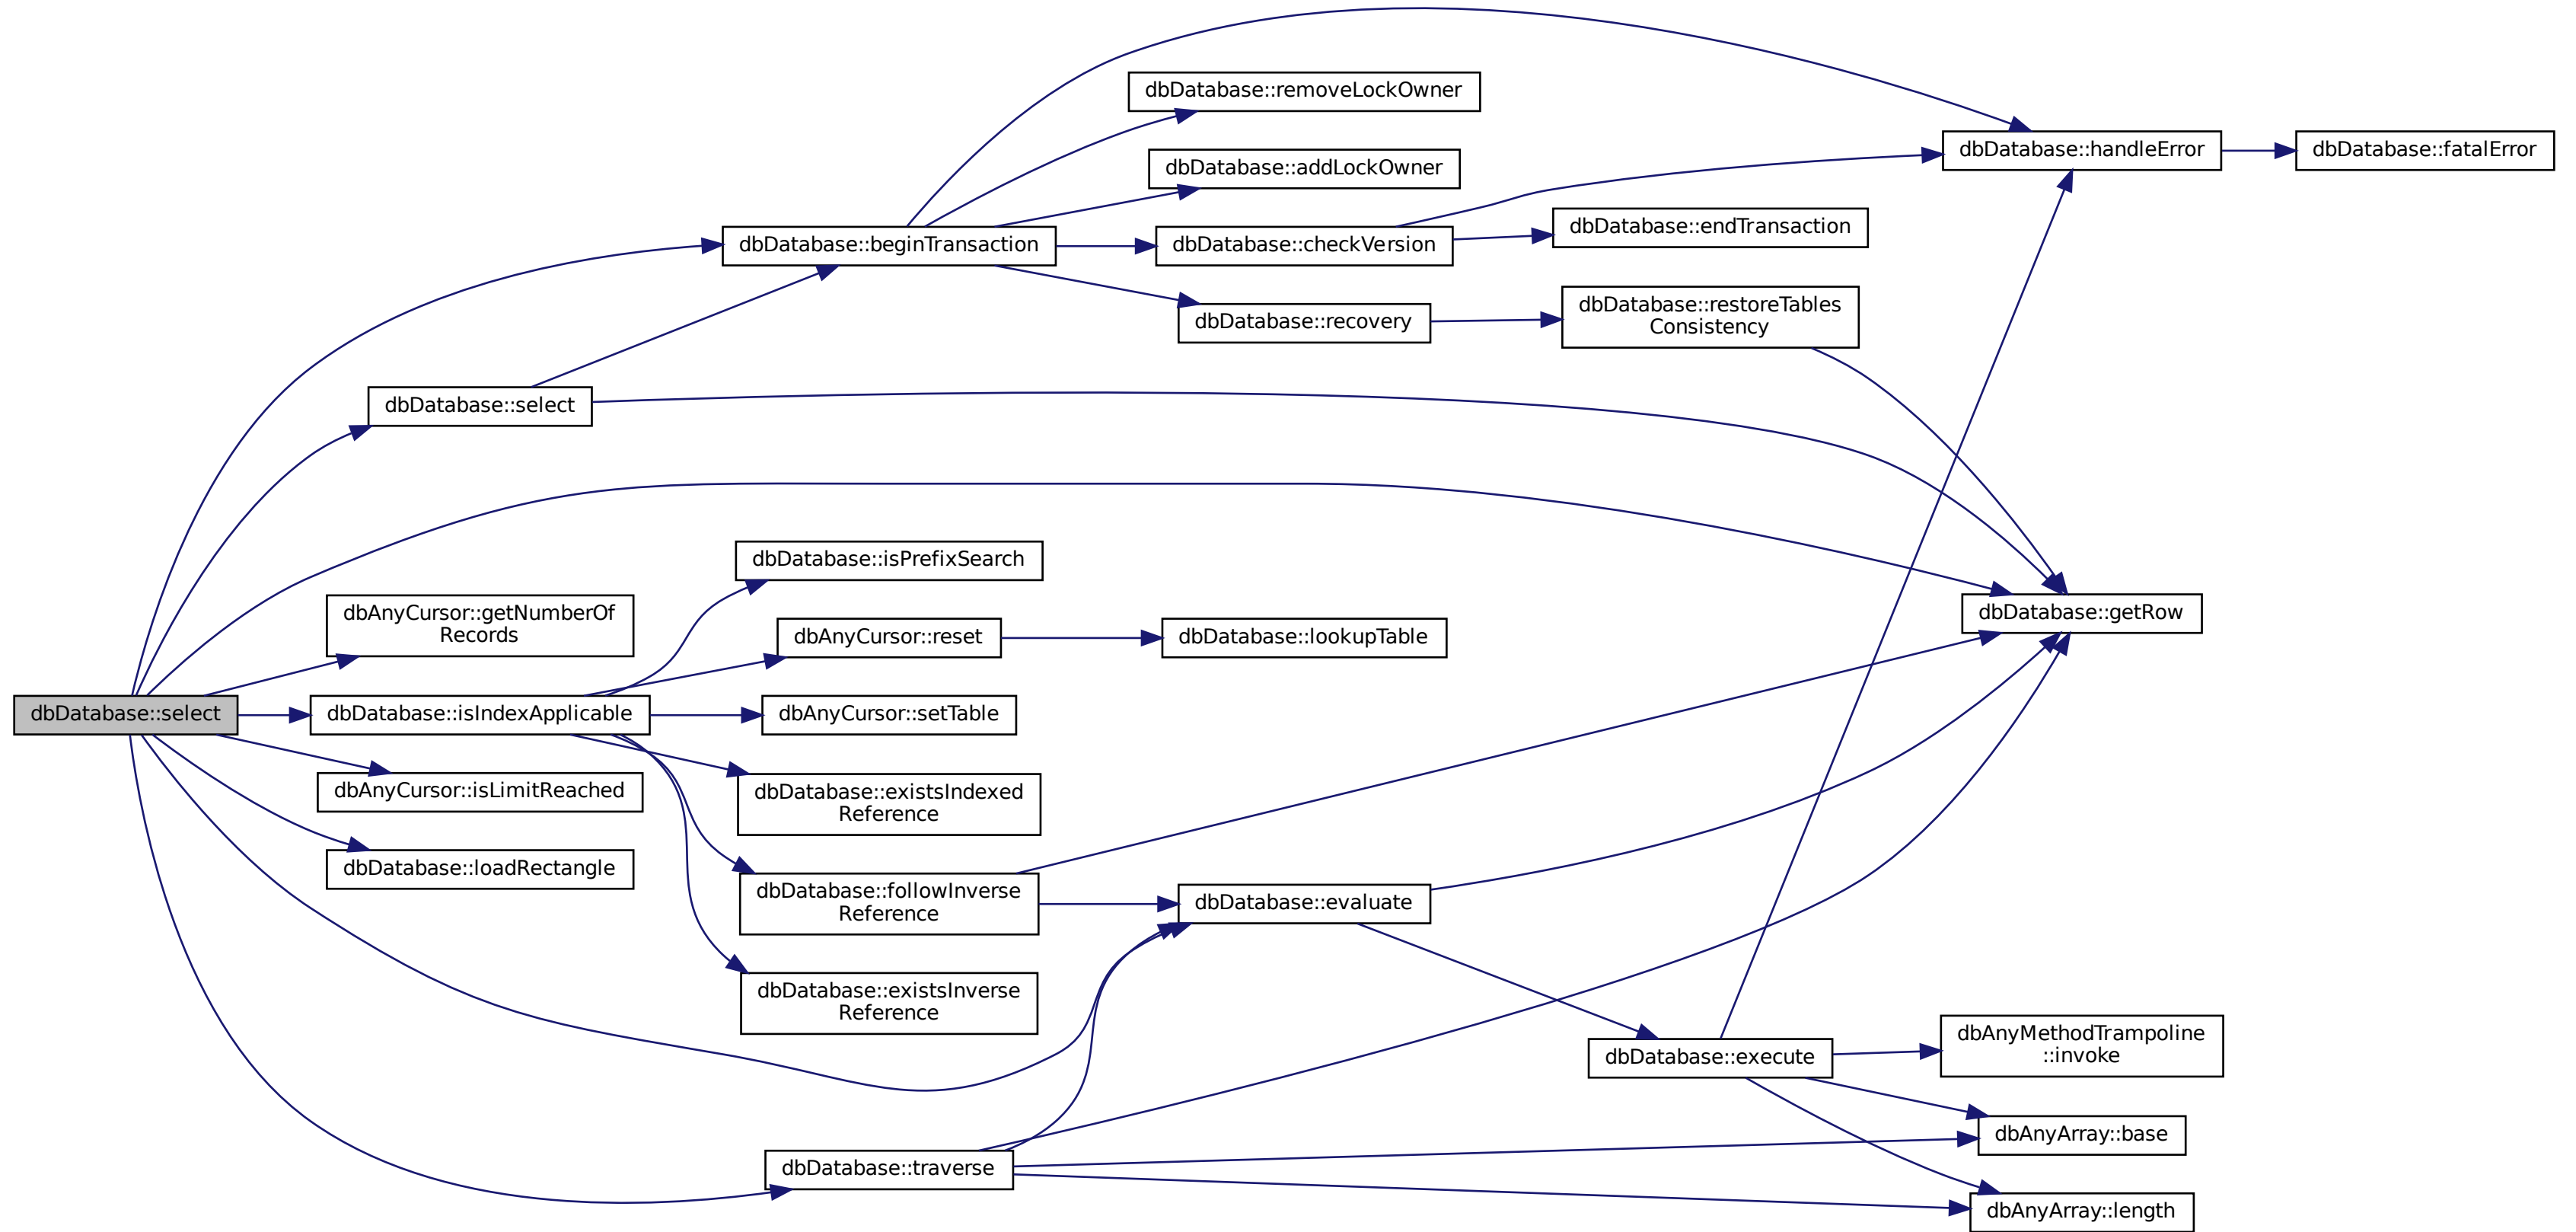 dbDatabase::removeLockOwner
dbDatabase::handleError
dbDatabase::fatalError
dbDatabase::addLockOwner
dbDatabase::endTransaction
dbDatabase::beginTransaction
dbDatabase::checkVersion
dbDatabase::restoreTables
Consistency
dbDatabase::recovery
dbDatabase::select
dbDatabase::isPrefixSearch
dbAnyCursor::getNumberOf
Records
dbDatabase::getRow
dbAnyCursor::reset
dbDatabase::lookupTable
dbDatabase::select
dbDatabase::isIndexApplicable
dbAnyCursor::setTable
dbAnyCursor::isLimitReached
dbDatabase::existsIndexed
Reference
dbDatabase::loadRectangle
dbDatabase::followInverse
Reference
dbDatabase::evaluate
dbDatabase::existsInverse
Reference
dbDatabase::execute
dbAnyMethodTrampoline
::invoke
dbAnyArray::base
dbDatabase::traverse
dbAnyArray::length